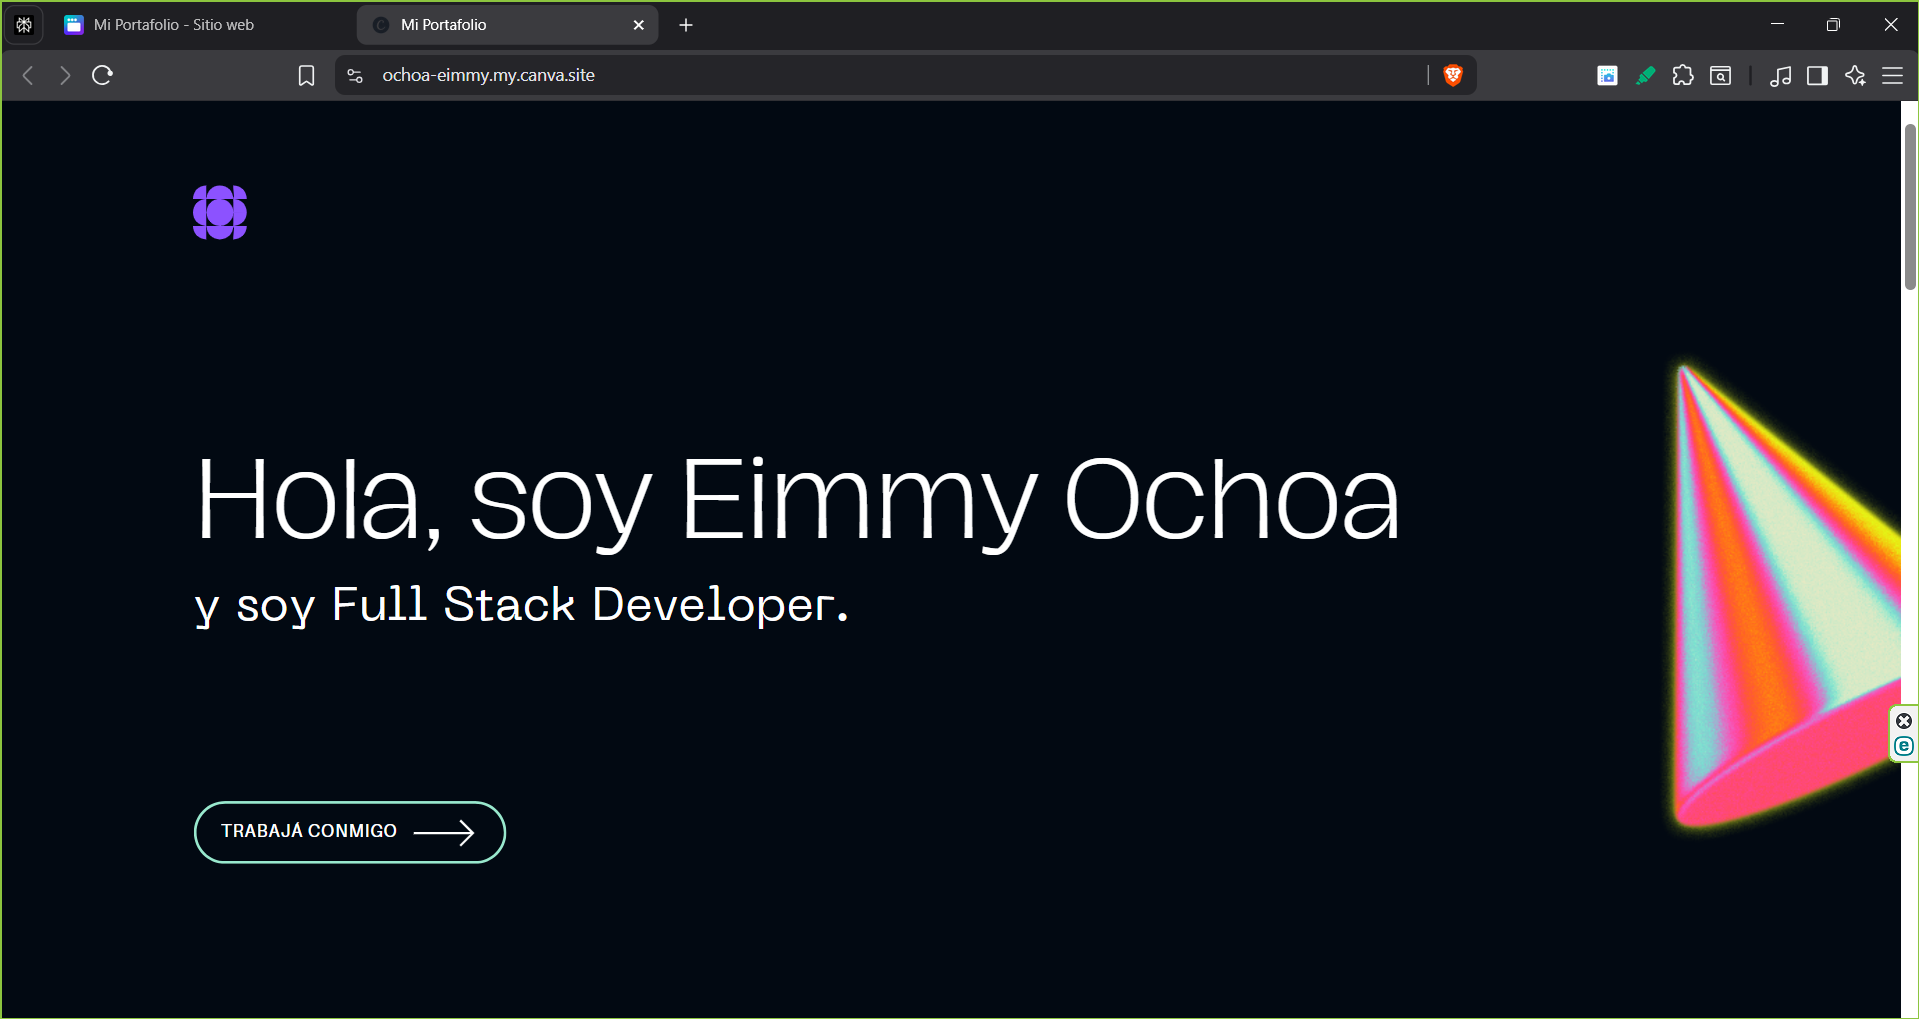 Mi Portafolio - Sitio web
Mi Portafolio
ochoa-eimmy.my.canva.site
Hola, soy Eimmy Ochoa
y soy Full Stack Developer.
TRABAJÁ CONMIGO
e